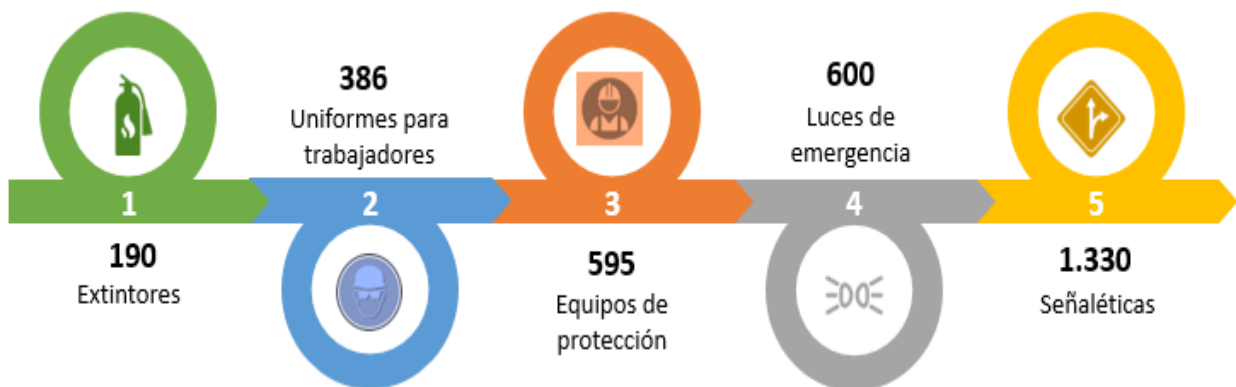 1
190
Extintores
386
Uniformes para
trabajadores
2
3
595
Equipos de
protección
600
Luces de
emergencia
4
5
1.330
Señaléticas